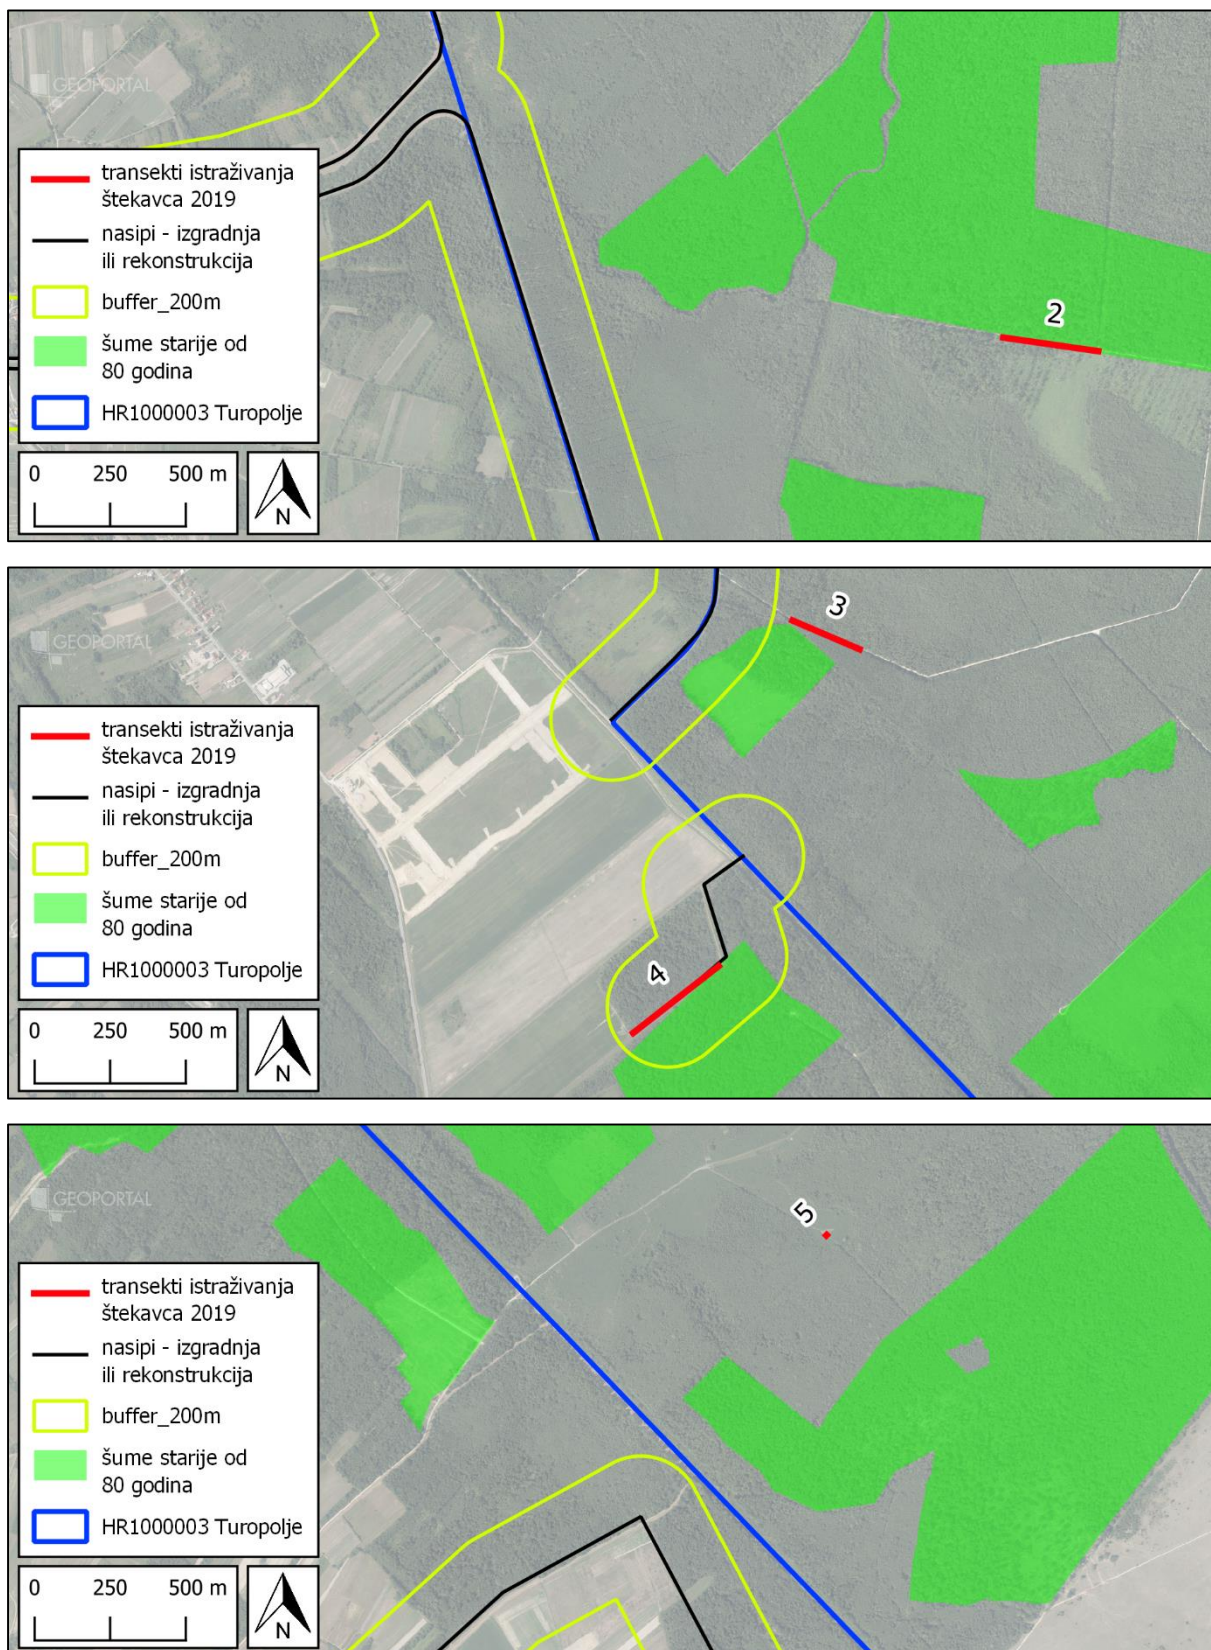 GEOPORTAL
2
transekti istraživanja
štekavca 2019
nasipi - izgradnja
ili rekonstrukcija
buffer_200m
šume starije od
80 godina
HR1000003 Turopolje
0 250 500 m
N
3
GEOPORTAL
4
transekti istraživanja
štekavca 2019
nasipi - izgradnja
ili rekonstrukcija
buffer_200m
šume starije od
80 godina
HR1000003 Turopolje
0 250 500 m
N
GEOPORTAL
5
transekti istraživanja
štekavca 2019
nasipi - izgradnja
ili rekonstrukcija
buffer_200m
šume starije od
80 godina
HR1000003 Turopolje
0 250 500 m
N